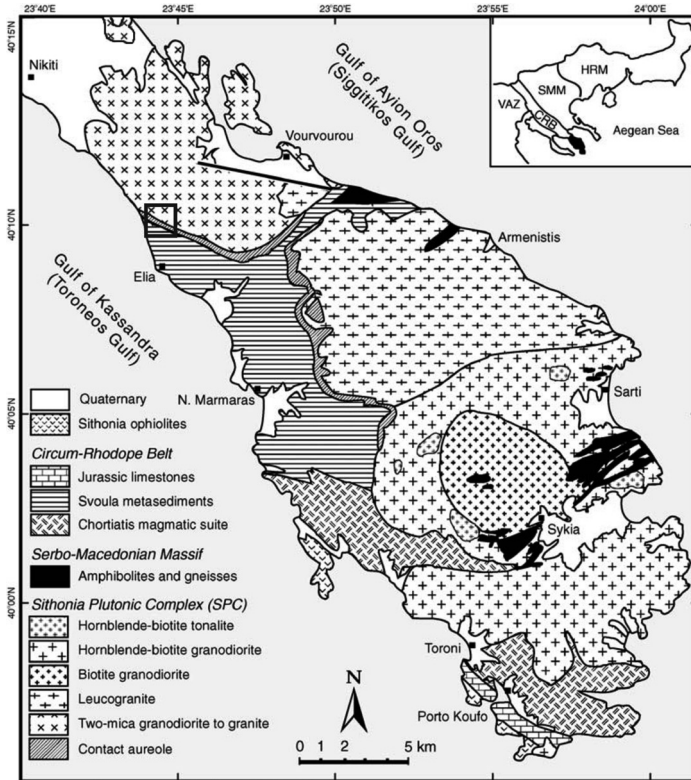 23°40' 23°45' 23°50' 23°55' 24°00'
40°15'
Nikiti
Gulf of Ayion Oros
(Siggitikos Gulf)
VAZ
SMM
HRM
CRB
Aegean Sea
Vourvourou
40°10'
Armenistis
Elia
Gulf of Kassandra
(Toroneos Gulf)
N. Marmaras
Sarti
40°05'
Sykia
40°00'
Toroni
Porto Koufo
Quaternary
Sithonia ophiolites
Circum-Rhodope Belt
Jurassic limestones
Svoula metasediments
Chortiatis magmatic suite
Serbo-Macedonian Massif
Amphibolites and gneisses
Sithonia Plutonic Complex (SPC)
Hornblende-biotite tonalite
Hornblende-biotite granodiorite
Biotite granodiorite
Leucogranite
Two-mica granodiorite to granite
Contact aureole
N
0 1 2 5 km